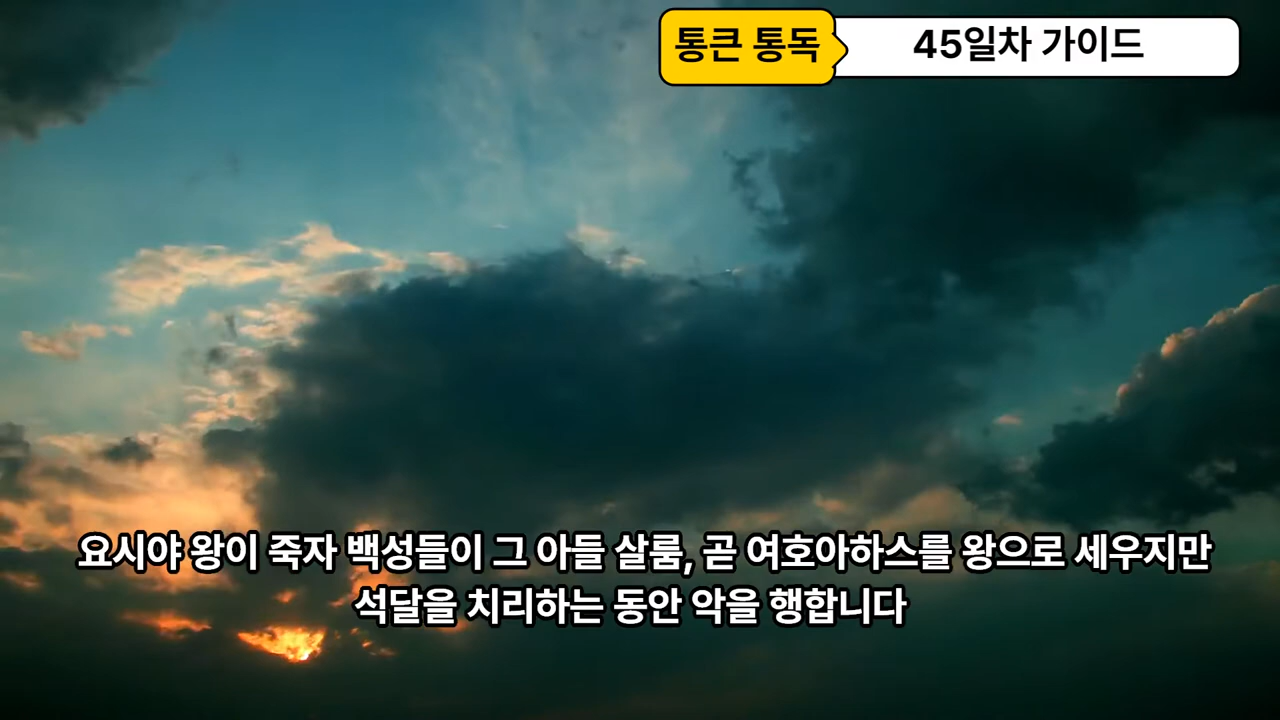 통큰 통독
45일차 가이드
요시야 왕이 죽자 백성들이 그 아들 살룸, 곧 여호아하스를 왕으로 세우지만
석달을 치리하는 동안 악을 행합니다